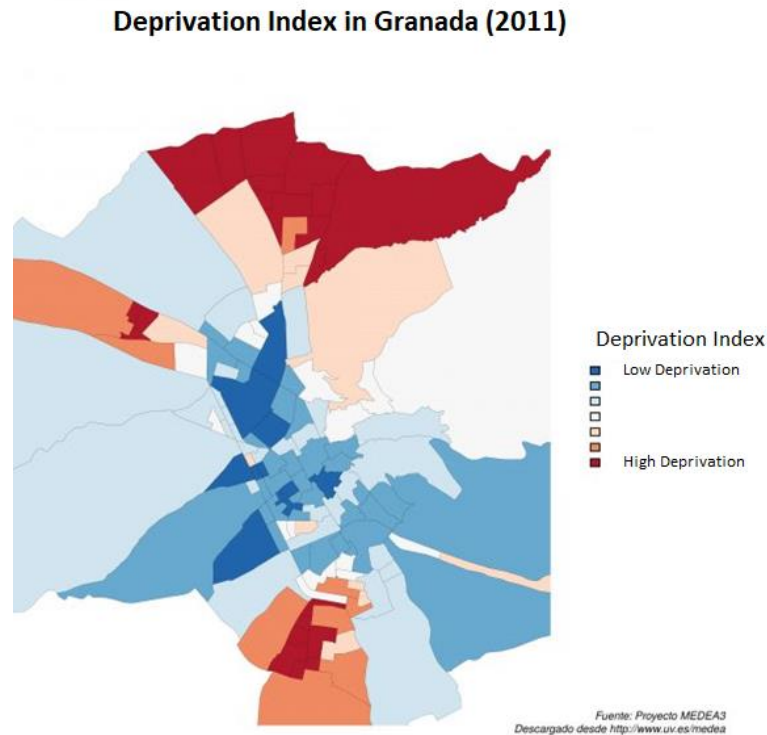 Deprivation Index in Granada (2011)
Deprivation Index
Low Deprivation
High Deprivation
Fuente: Proyecto MEDEA3
Descargado desde http://www.uv.es/medea